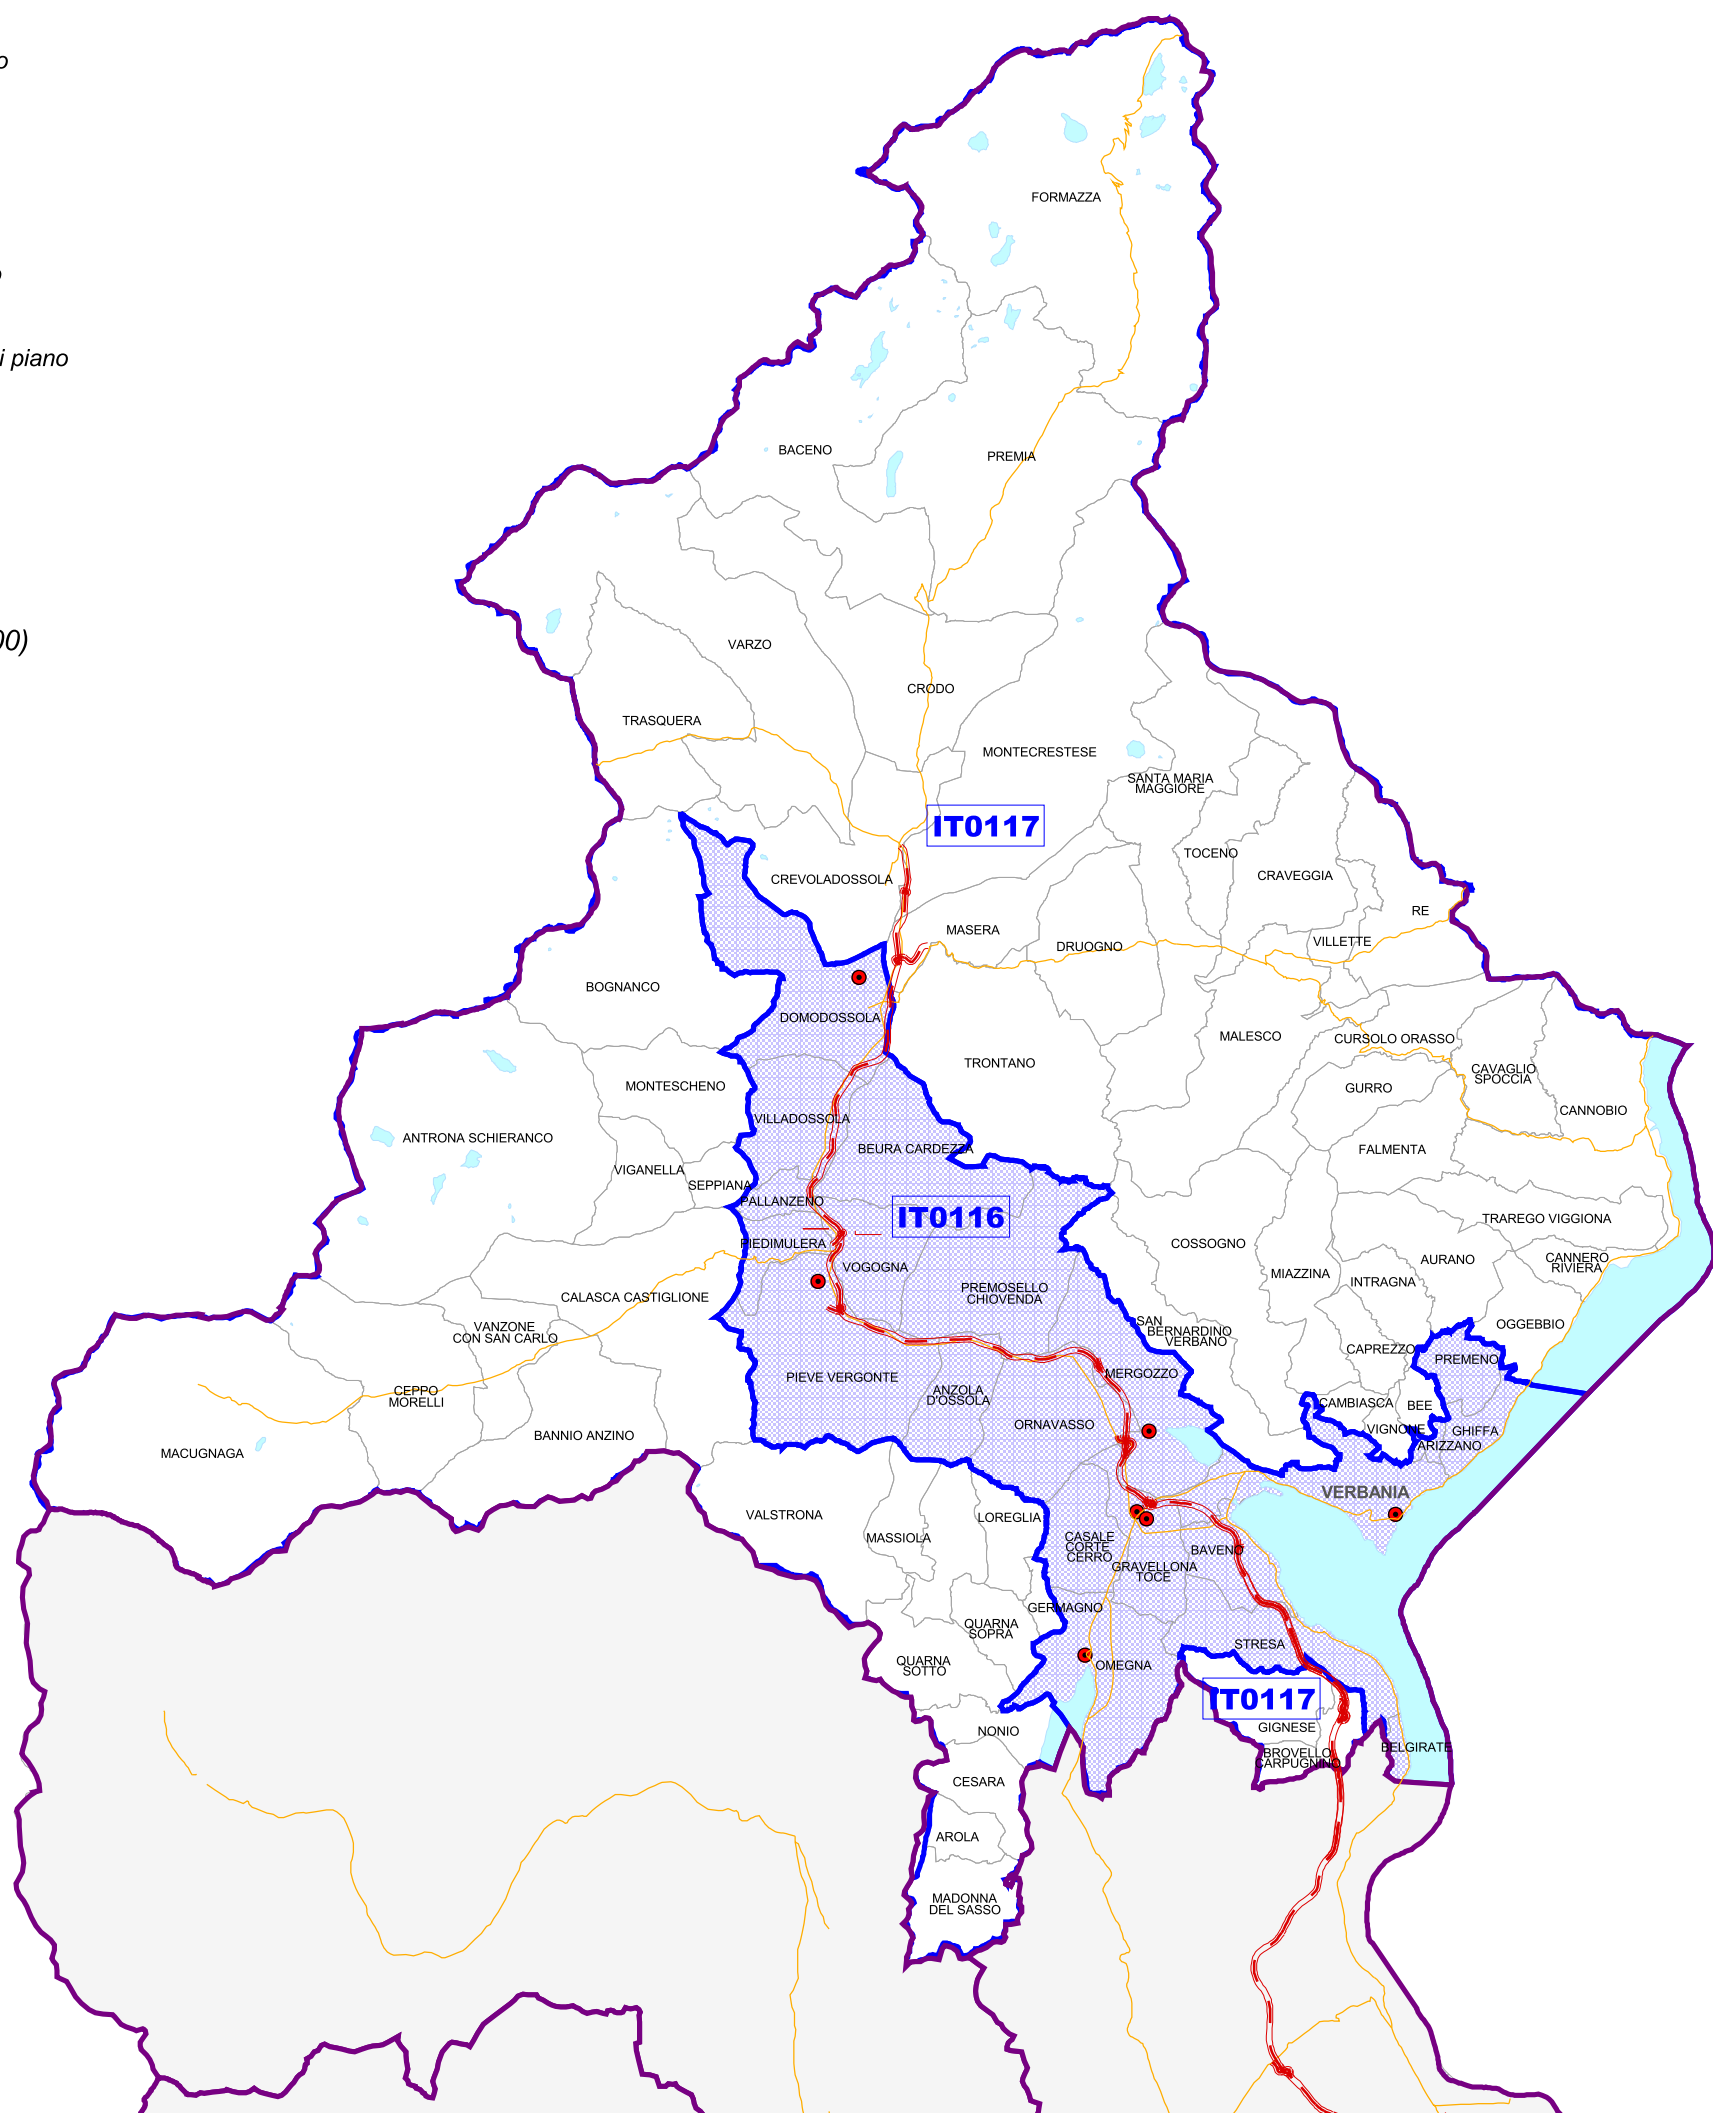 o
i piano
00)
FORMAZZA
BACENO
PREMIA
VARZO
CRODO
TRASQUERA
MONTECRESTESE
SANTA MARIA
MAGGIORE
IT0117
TOCENO
CREVOLADOSSOLA
CRAVEGGIA
RE
MASERA
VILLETTE
DRUOGNO
BOGNANCO
DOMODOSSOLA
MALESCO
CURSOLO ORASSO
TRONTANO
CAVAGLIO
SPOCCIA
MONTESCHENO
GURRO
CANNOBIO
VILLADOSSOLA
ANTRONA SCHIERANCO
BEURA CARDEZZA
FALMENTA
VIGANELLA
SEPPIANA
PALLANZENO
IT0116
TRAREGO VIGGIONA
PIEDIMULERA
COSSOGNO
VOGOGNA
AURANO
CANNERO
RIVIERA
MIAZZINA
INTRAGNA
PREMOSELLO
CHIOVENDA
CALASCA CASTIGLIONE
SAN
BERNARDINO
VERBANO
OGGEBBIO
VANZONE
CON SAN CARLO
CAPREZZO
PREMENO
PIEVE VERGONTE
MERGOZZO
ANZOLA
D'OSSOLA
CEPPO
MORELLI
CAMBIASCA
BEE
ORNAVASSO
VIGNONE
GHIFFA
BANNIO ANZINO
ARIZZANO
MACUGNAGA
VERBANIA
VALSTRONA
LOREGLIA
MASSIOLA
CASALE
CORTE
CERRO
BAVENO
GRAVELLONA
TOCE
GERMAGNO
QUARNA
SOPRA
STRESA
QUARNA
SOTTO
OMEGNA
IT0117
NONIO
GIGNESE
BROVELLO
CARPUGNINO
BELGIRATE
CESARA
AROLA
MADONNA
DEL SASSO